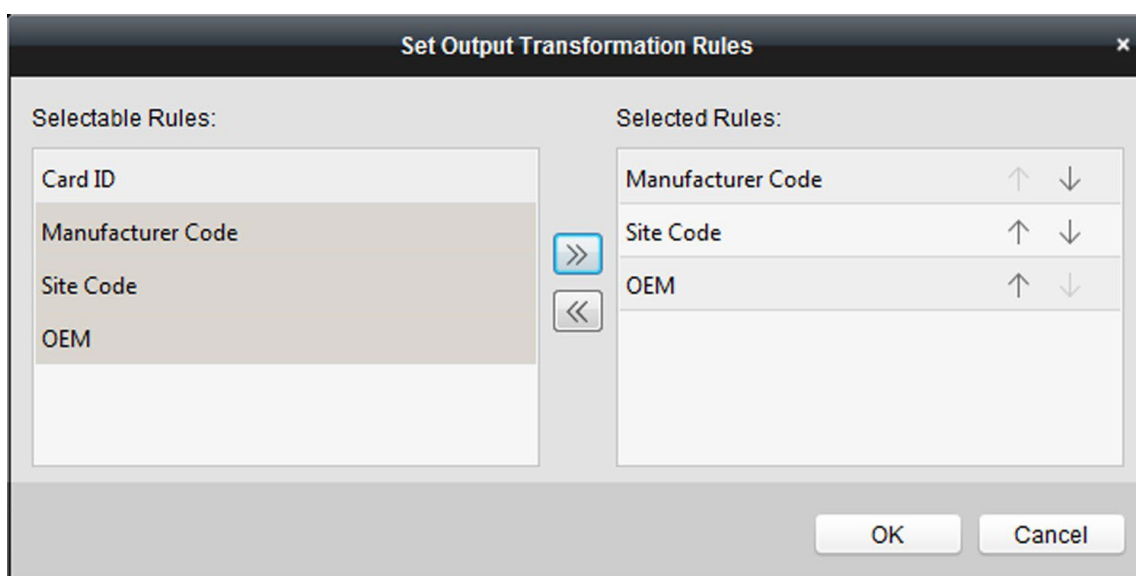 Set Output Transformation Rules
Selectable Rules:
Card ID
Manufacturer Code
Site Code
OEM
Selected Rules:
Manufacturer Code
Site Code
OEM
OK
Cancel